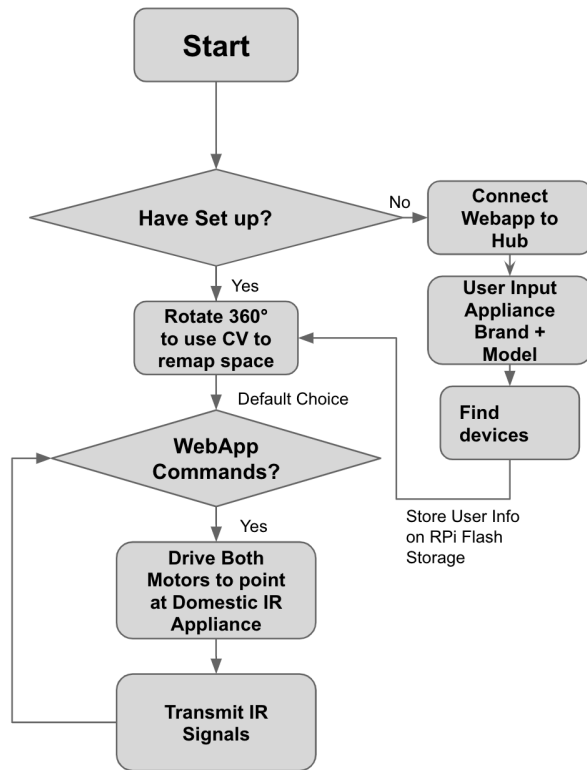 Start
Have Set up?
No
Connect
Webapp to
Hub
User Input
Appliance
Brand +
Model
Find
devices
Store User Info
on RPi Flash
Storage
Yes
Rotate 360°
to use CV to
remap space
Default Choice
WebApp
Commands?
Yes
Drive Both
Motors to point
at Domestic IR
Appliance
Transmit IR
Signals